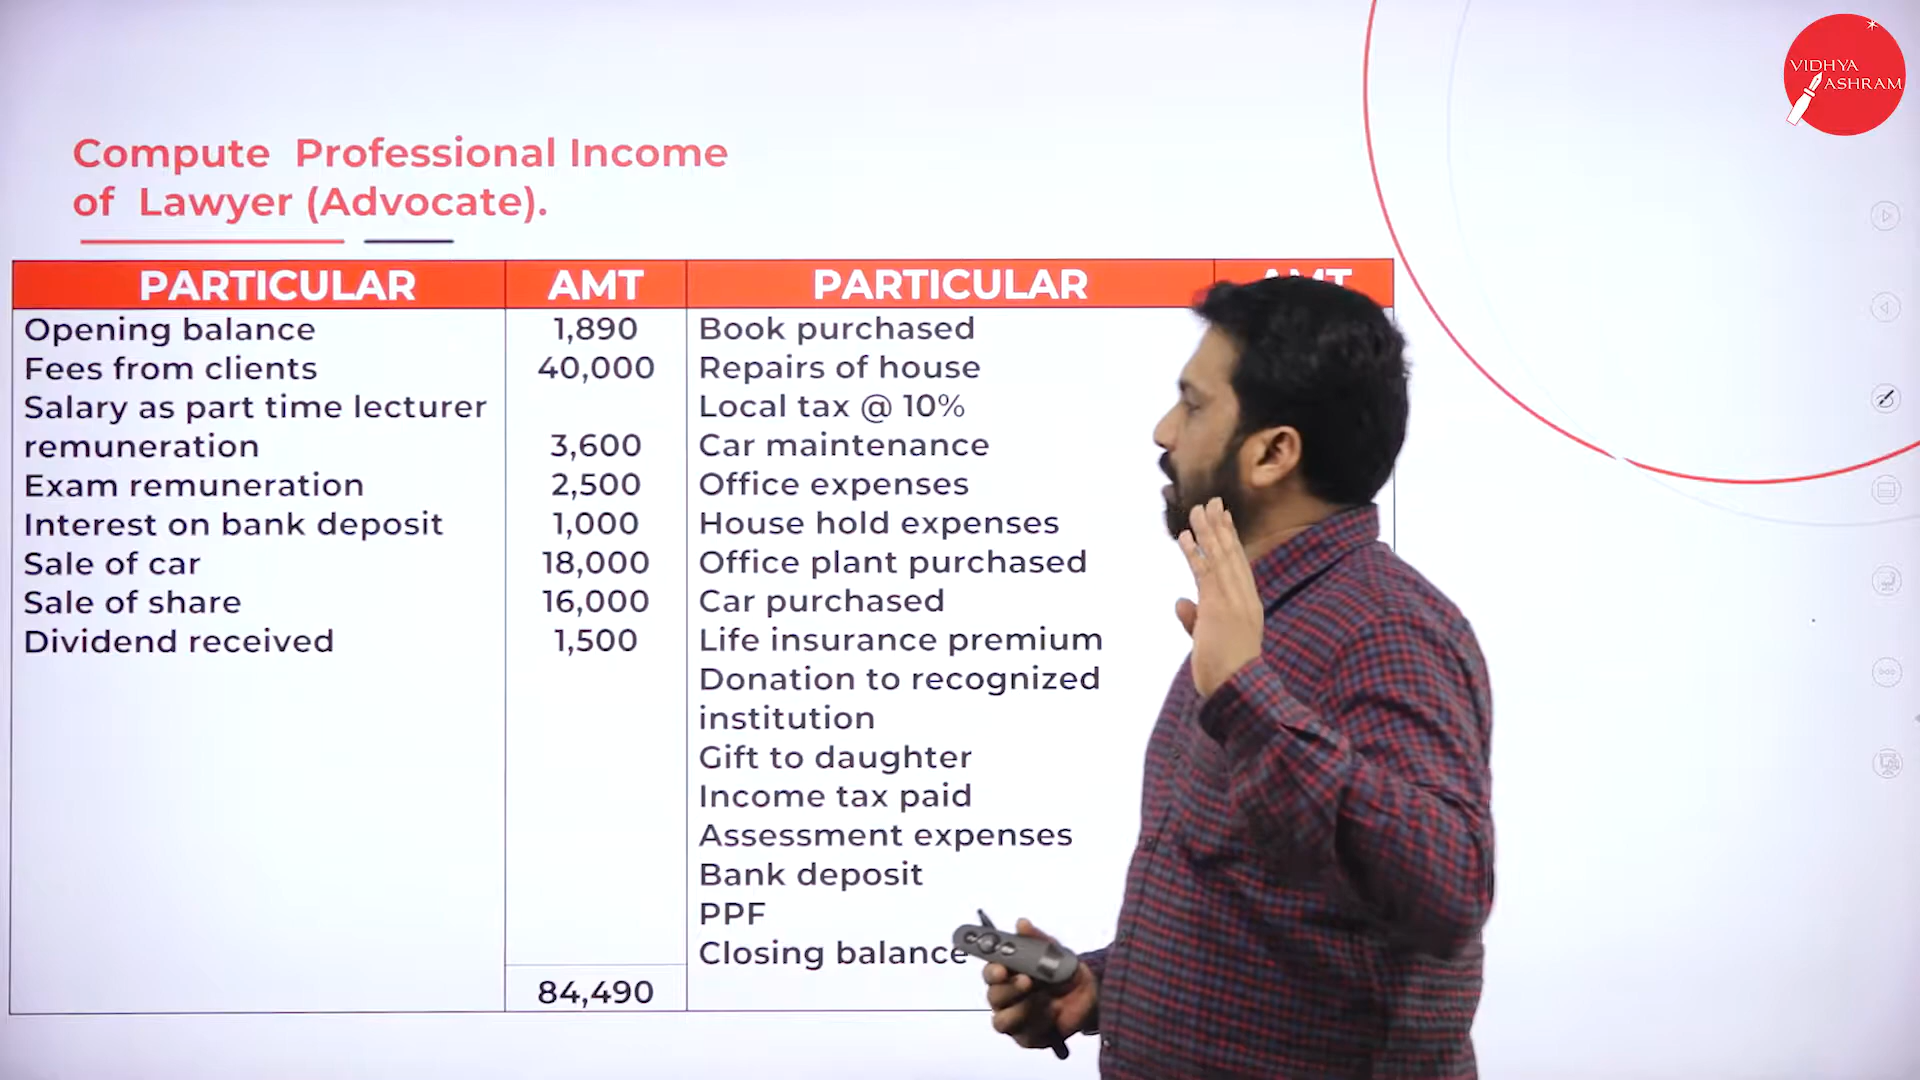 VIDHYA
ASHRAM
Compute Professional Income
of Lawyer (Advocate).
PARTICULAR AMT PARTICULAR AMT
Opening balance 1,890 Book purchased
Fees from clients 40,000 Repairs of house
Salary as part time lecturer Local tax @ 10%
remuneration 3,600 Car maintenance
Exam remuneration 2,500 Office expenses
Interest on bank deposit 1,000 House hold expenses
Sale of car 18,000 Office plant purchased
Sale of share 16,000 Car purchased
Dividend received 1,500 Life insurance premium
Donation to recognized
institution
Gift to daughter
Income tax paid
Assessment expenses
Bank deposit
PPF
Closing balance
84,490